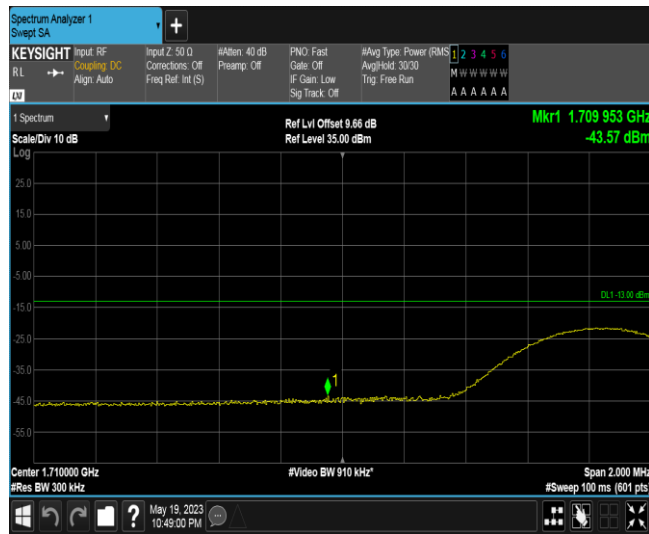 Spectrum Analyzer 1
Swept SA
+
KEYSIGHT
RL
LXI
Input: RF
Coupling: DC
Align: Auto
Input Z: 50 Ω
Corrections: Off
Freq Ref: Int (S)
#Atten: 40 dB
Preamp: Off
PNO: Fast
Gate: Off
IF Gain: Low
Sig Track: Off
#Avg Type: Power (RMS
Avg|Hold: 30/30
Trig: Free Run
1 2 3 4 5 6
M W W W W W
A A A A A A
1 Spectrum
Scale/Div 10 dB
Log
Ref Lvl Offset 9.66 dB
Ref Level 35.00 dBm
Mkr1 1.709 953 GHz
-43.57 dBm
25.0
15.0
5.00
-5.00
DL1 -13.00 dBm
-15.0
-25.0
-35.0
1
-45.0
-55.0
Center 1.710000 GHz
#Video BW 910 kHz*
Span 2.000 MHz
#Res BW 300 kHz
#Sweep 100 ms (601 pts)
?
May 19, 2023
10:49:00 PM